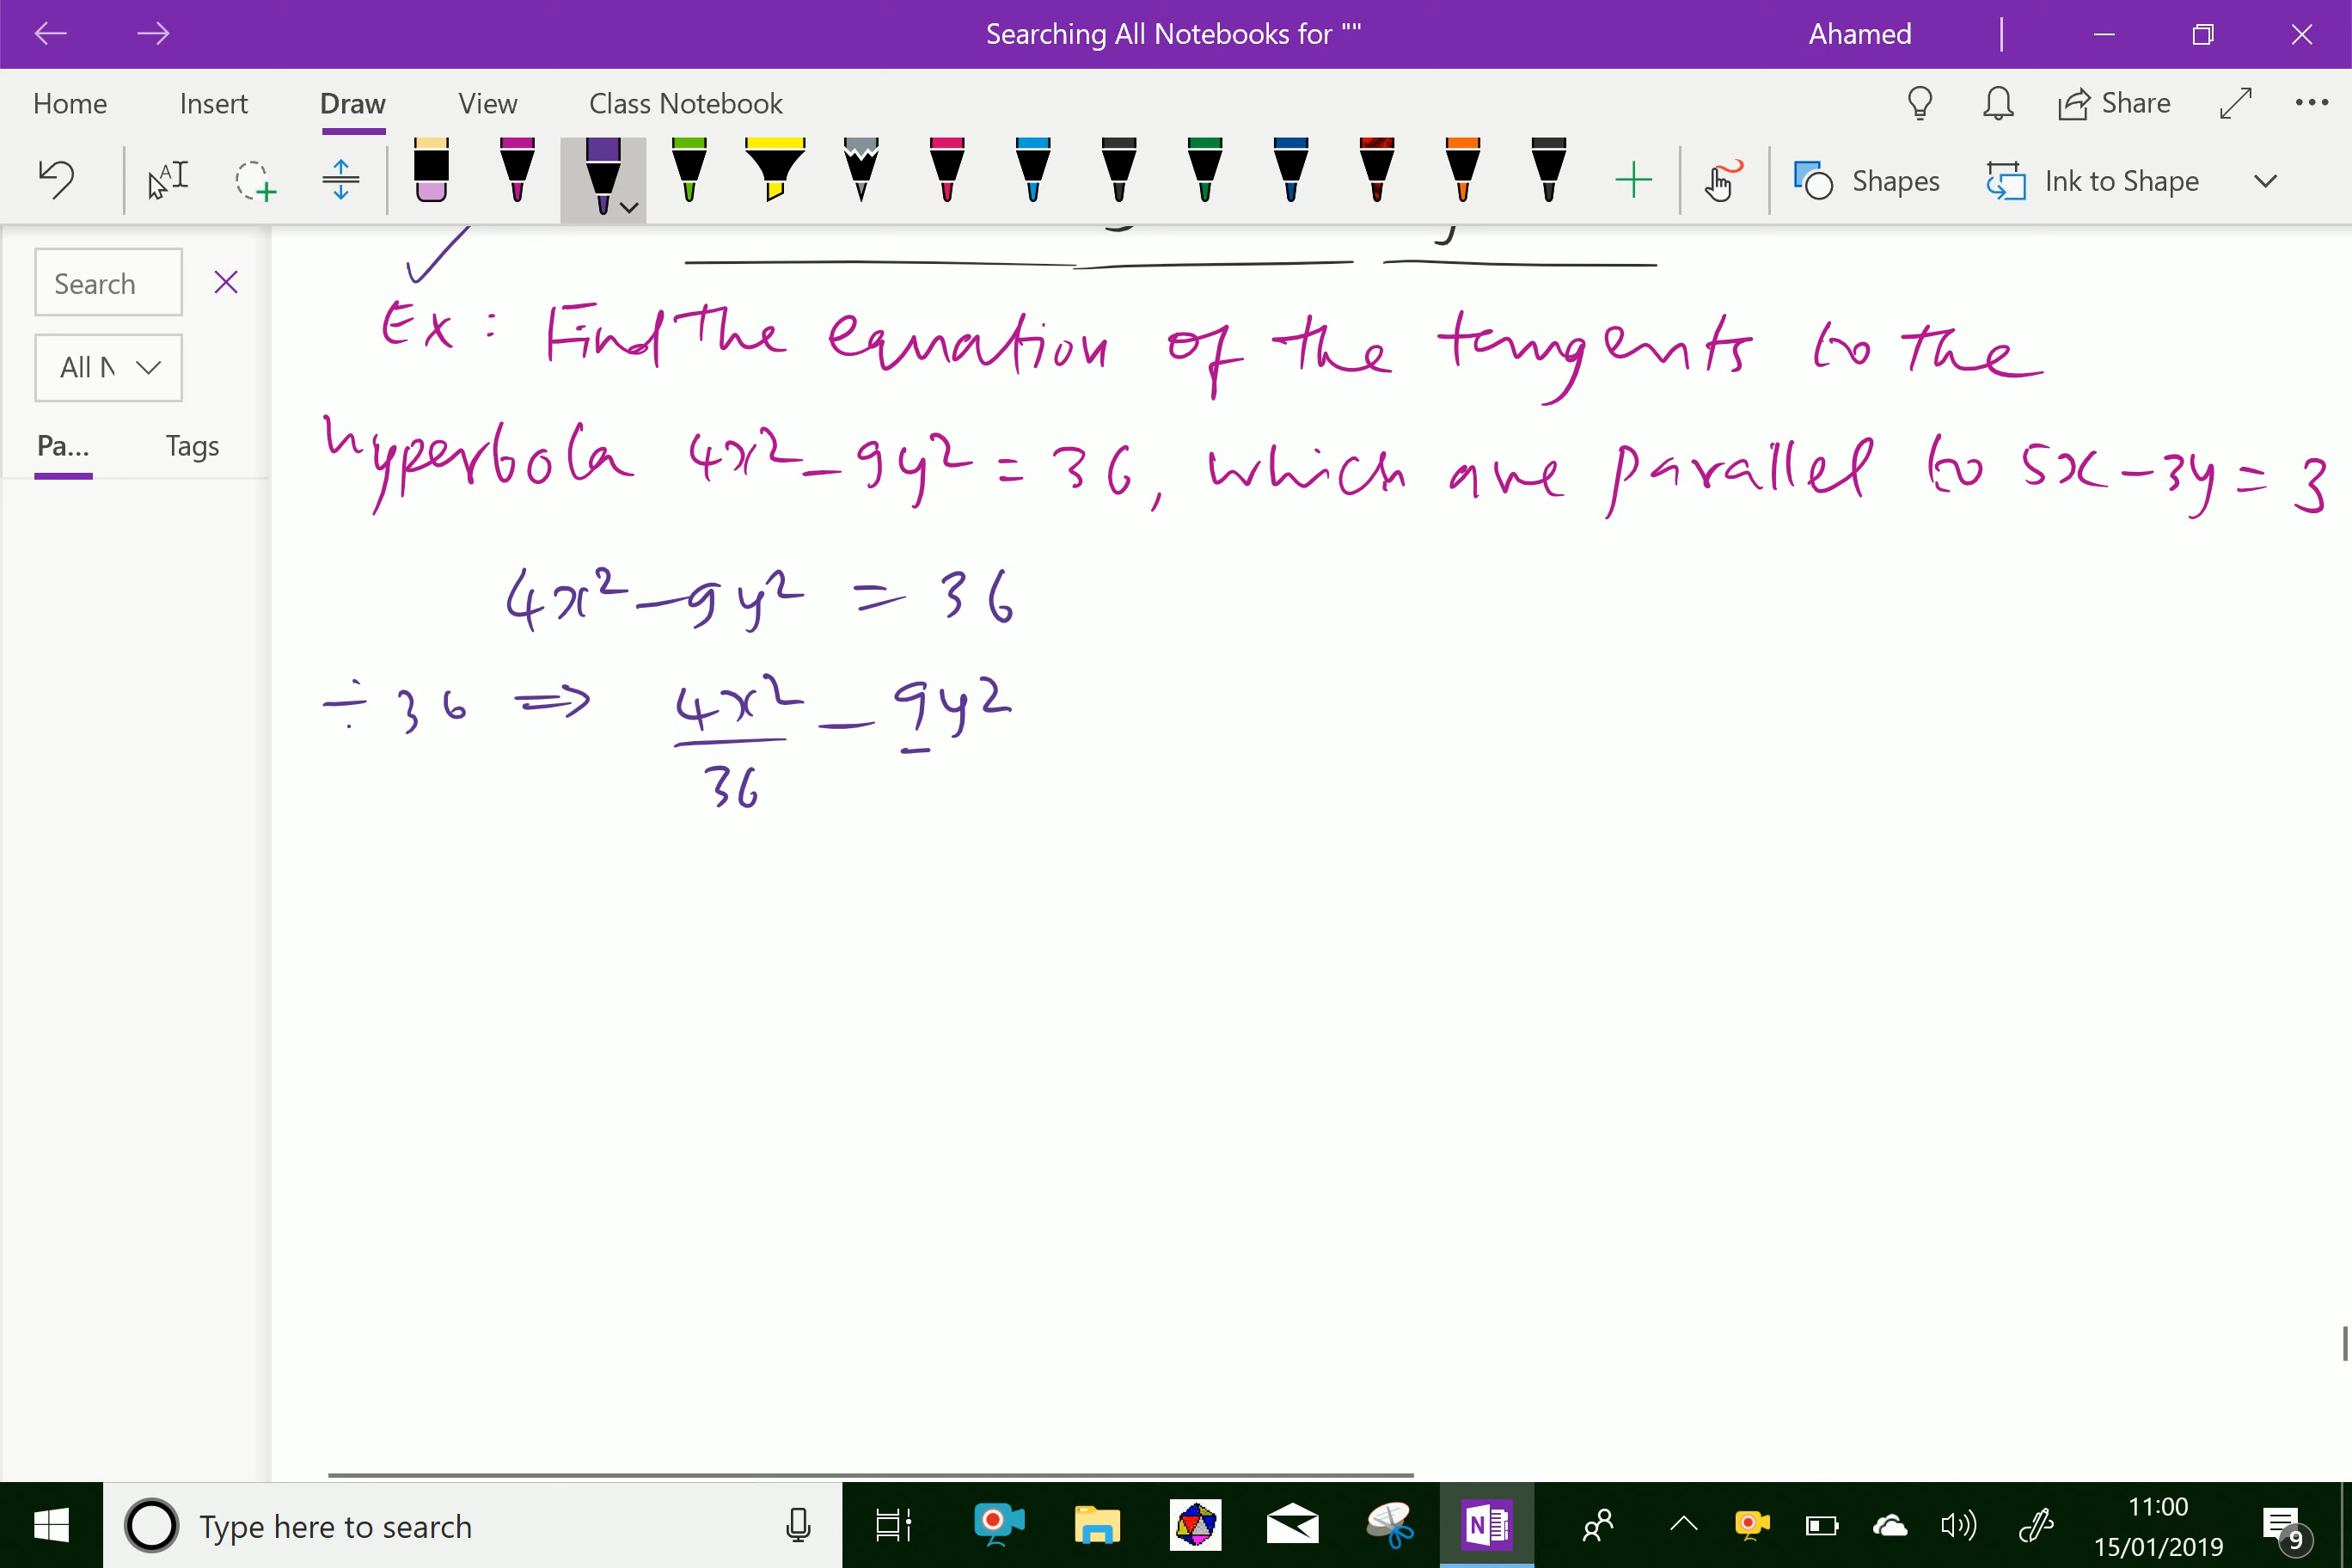 Searching All Notebooks for ""
Ahamed
Home Insert Draw View Class Notebook
Share
Shapes
Ink to Shape
Search
All N
Pa... Tags
Ex : Find the equation of the tangents to the
hyperbola 4x² - 9y² = 36, which are parallel to 5x - 3y = 3
4x² - 9y² = 36
÷ 36 ⇒ 4x²/36 - 9y²
Type here to search
11:00
15/01/2019
9